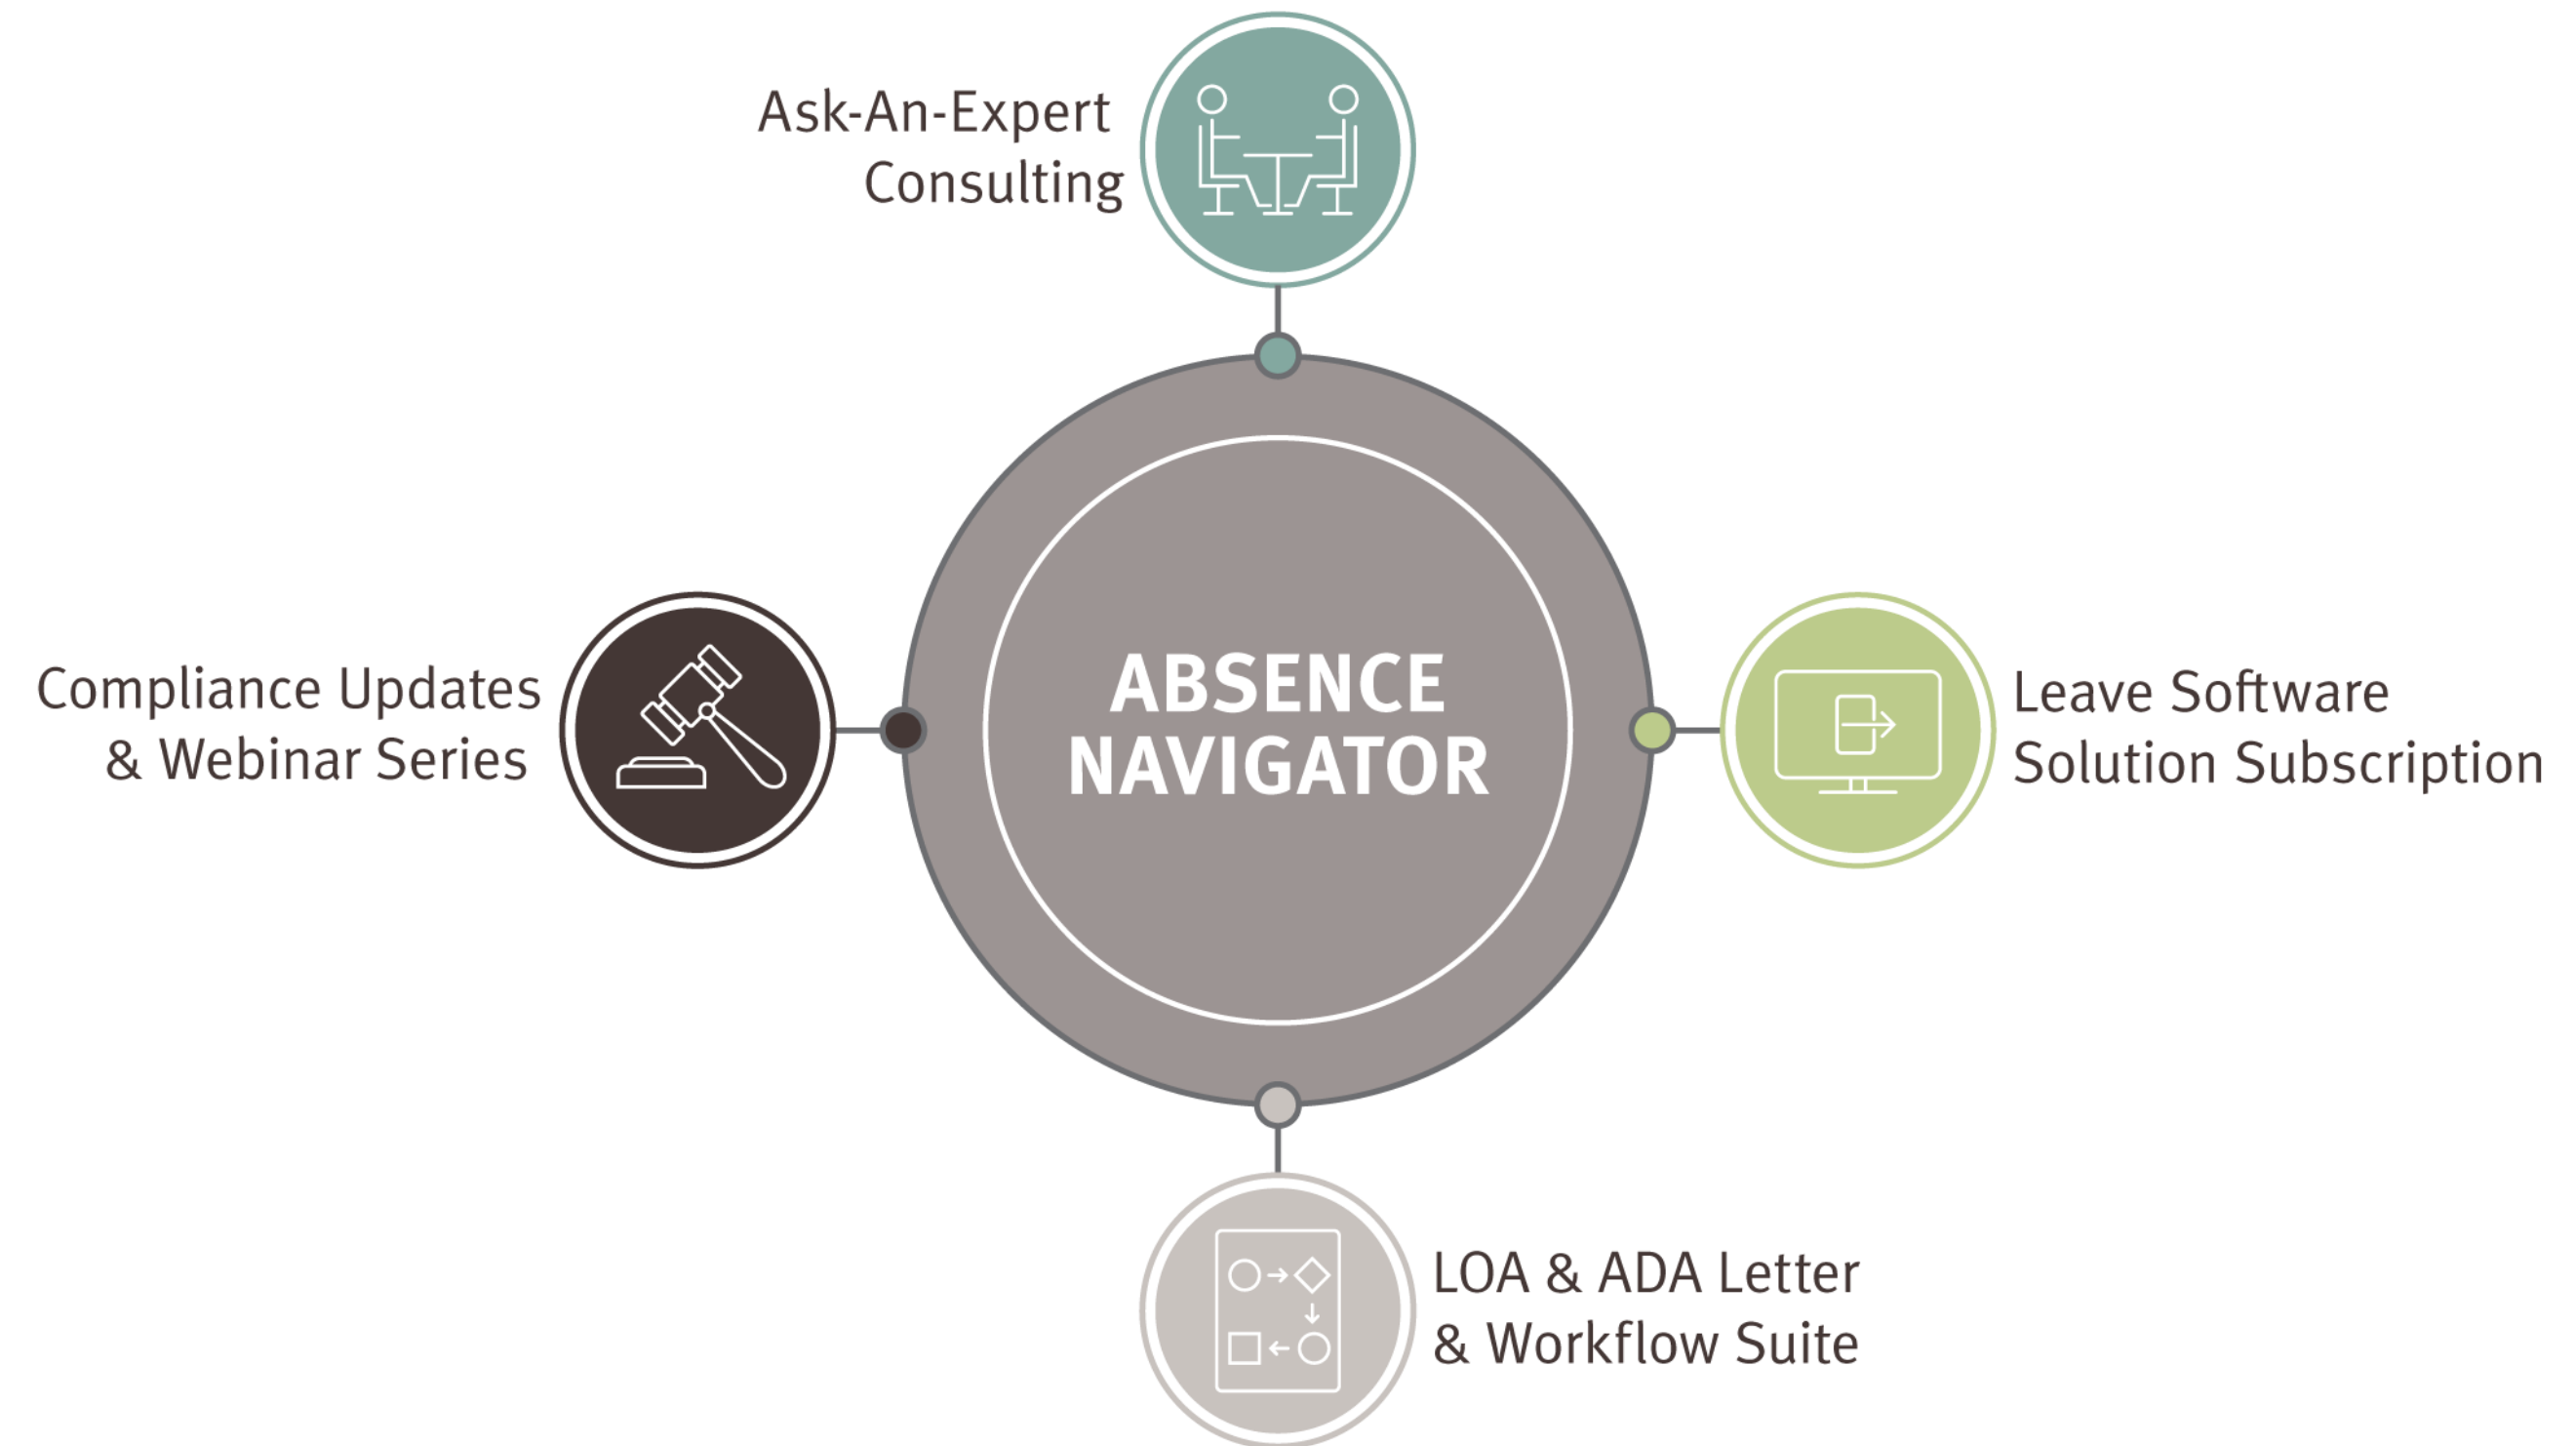 Ask-An-Expert
Consulting
Compliance Updates
& Webinar Series
ABSENCE
NAVIGATOR
Leave Software
Solution Subscription
LOA & ADA Letter
& Workflow Suite